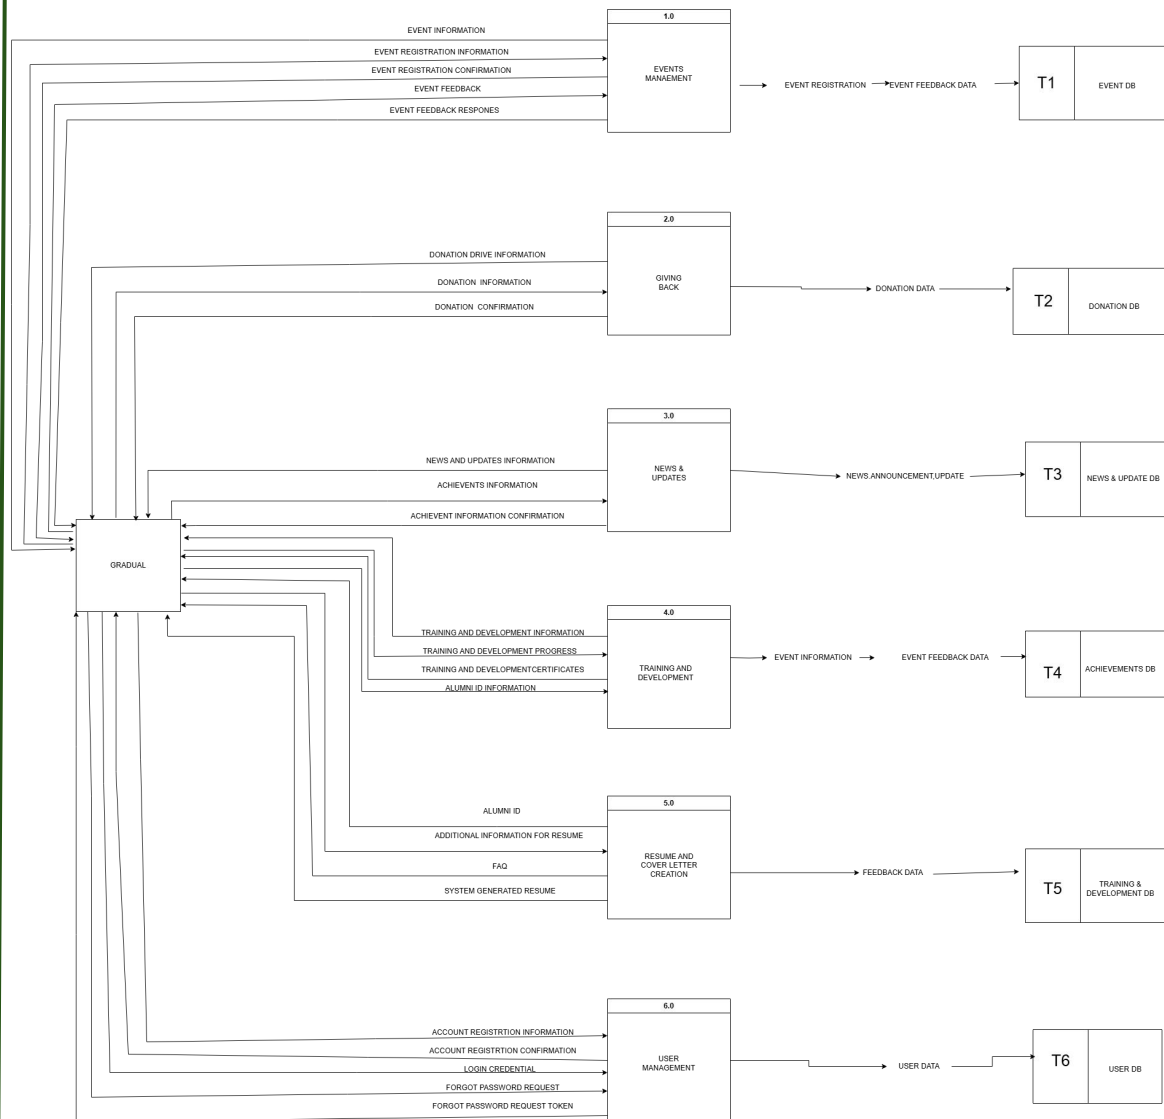 1.0
EVENT INFORMATION
EVENT REGISTRATION INFORMATION
EVENT REGISTRATION CONFIRMATION
EVENT FEEDBACK
EVENT FEEDBACK RESPONES
EVENTS
MANAEMENT
EVENT REGISTRATION
EVENT FEEDBACK DATA
T1
EVENT DB
2.0
DONATION DRIVE INFORMATION
DONATION INFORMATION
DONATION CONFIRMATION
GIVING
BACK
DONATION DATA
T2
DONATION DB
3.0
NEWS AND UPDATES INFORMATION
ACHIEVENTS INFORMATION
ACHIEVENT INFORMATION CONFIRMATION
NEWS &
UPDATES
NEWS.ANNOUNCEMENT,UPDATE
T3
NEWS & UPDATE DB
GRADUAL
4.0
TRAINING AND DEVELOPMENT INFORMATION
TRAINING AND DEVELOPMENT PROGRESS
TRAINING AND DEVELOPMENTCERTIFICATES
ALUMNI ID INFORMATION
TRAINING AND
DEVELOPMENT
EVENT INFORMATION
EVENT FEEDBACK DATA
T4
ACHIEVEMENTS DB
5.0
ALUMNI ID
ADDITIONAL INFORMATION FOR RESUME
FAQ
SYSTEM GENERATED RESUME
RESUME AND
COVER LETTER
CREATION
FEEDBACK DATA
T5
TRAINING &
DEVELOPMENT DB
6.0
ACCOUNT REGISTRTION INFORMATION
ACCOUNT REGISTRTION CONFIRMATION
LOGIN CREDENTIAL
FORGOT PASSWORD REQUEST
FORGOT PASSWORD REQUEST TOKEN
USER
MANAGEMENT
USER DATA
T6
USER DB